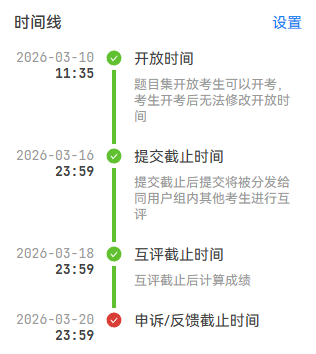 时间线 设置
2026-03-10 开放时间
11:35
题目集开放考生可以开考，
考生开考后无法修改开放时
间
2026-03-16 提交截止时间
23:59
提交截止后提交将被分发给
同用户组内其他考生进行互
评
2026-03-18 互评截止时间
23:59
互评截止后计算成绩
2026-03-20 申诉/反馈截止时间
23:59